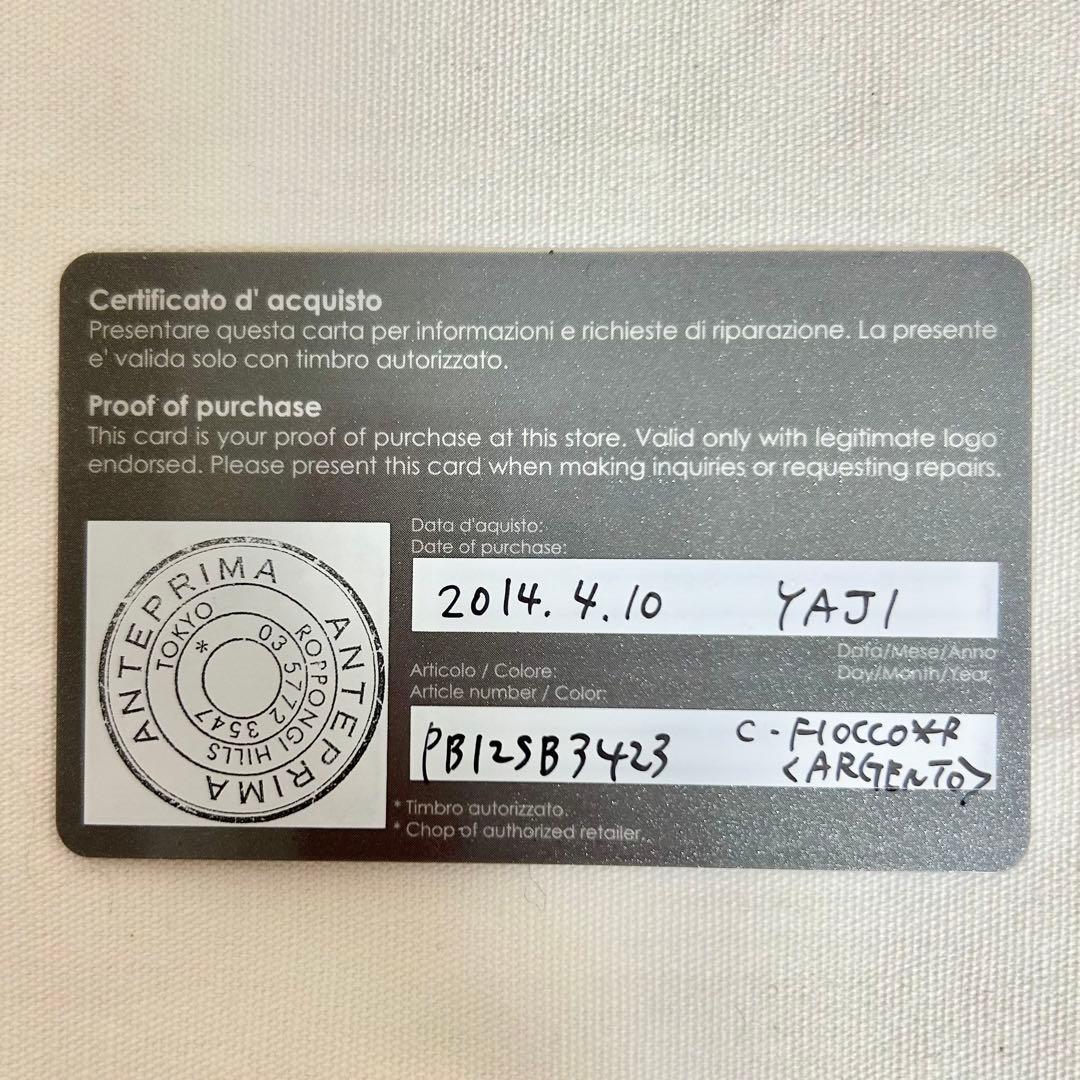 Certificato d' acquisto
Presentare questa carta per informazioni e richieste di riparazione. La presente
e' valida solo con timbro autorizzato.
Proof of purchase
This card is your proof of purchase at this store. Valid only with legitimate logo
endorsed. Please present this card when making inquiries or requesting repairs.
ANTEPRIMA ANTEPRIMA
TOKYO ROPPONGI HILLS
* 03 5772 3547
Data d'aquisto:
Date of purchase:
2014. 4. 10 YAJI
Data/Mese/Anno
Day/Month/Year
Articolo / Colore:
Article number / Color:
PB12SB3423 C・FIOCCO*R
<ARGENTO>
* Timbro autorizzato.
* Chop of authorized retailer.